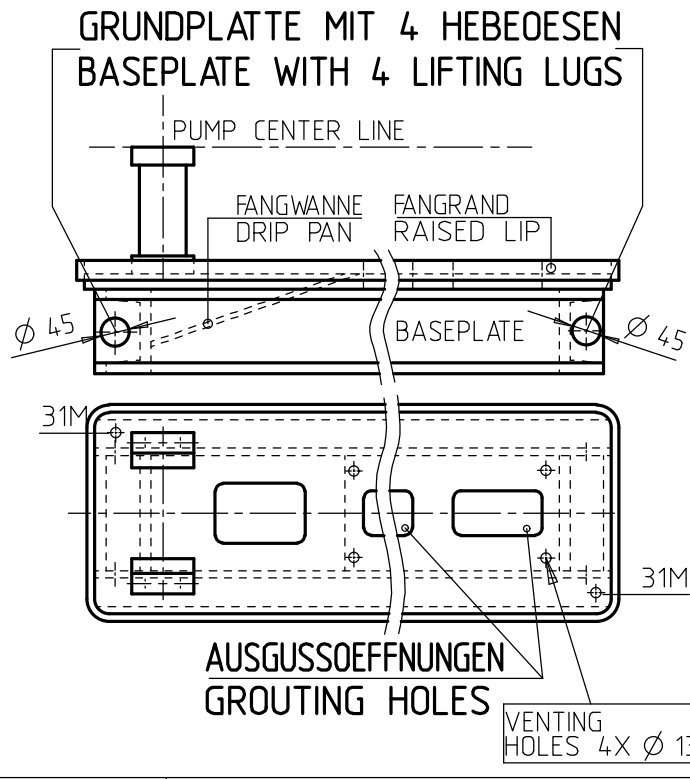 GRUNDPLATTE MIT 4 HEBEOESEN
BASEPLATE WITH 4 LIFTING LUGS
PUMP CENTER LINE
FANGWANNE
DRIP PAN
FANGRAND
RAISED LIP
Ø 45
BASEPLATE
Ø 45
31M
31M
AUSGUSSOEFFNUNGEN
GROUTING HOLES
VENTING
HOLES 4X Ø 13